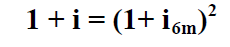 1 + i = (1+ i₆ₘ)²